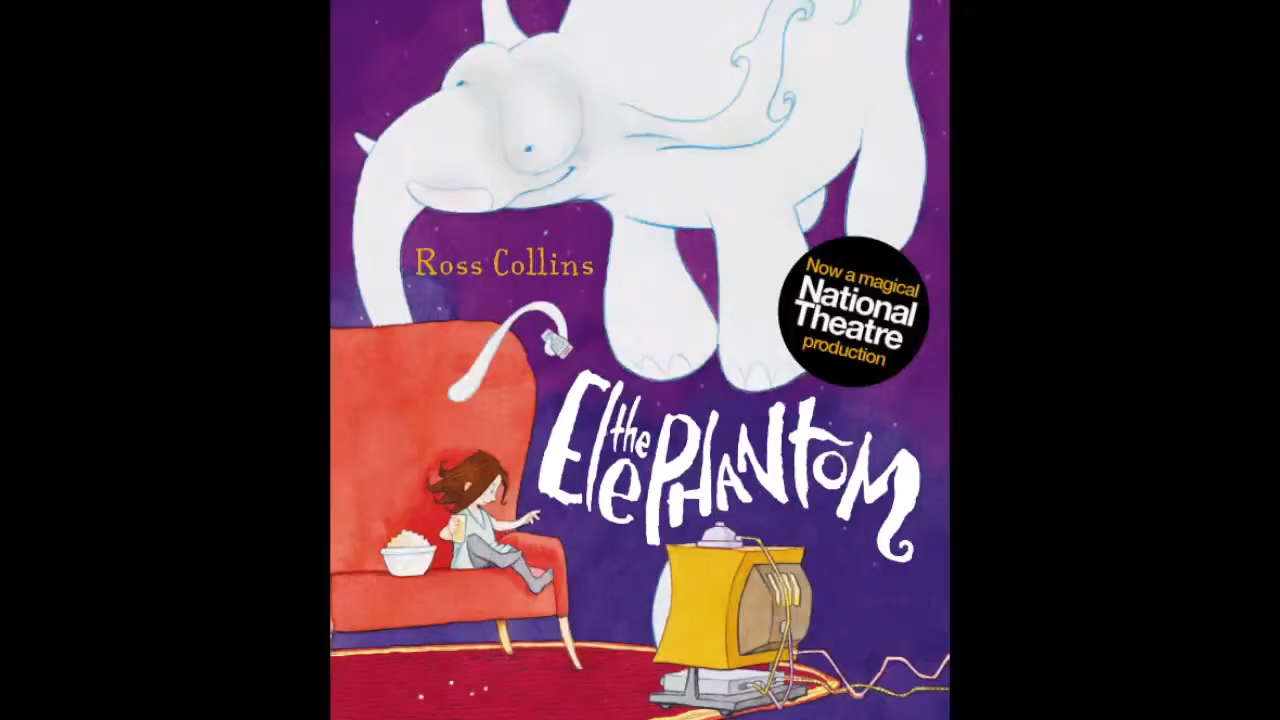 Ross Collins
Now a magical
National
Theatre
production
the
Elephantom